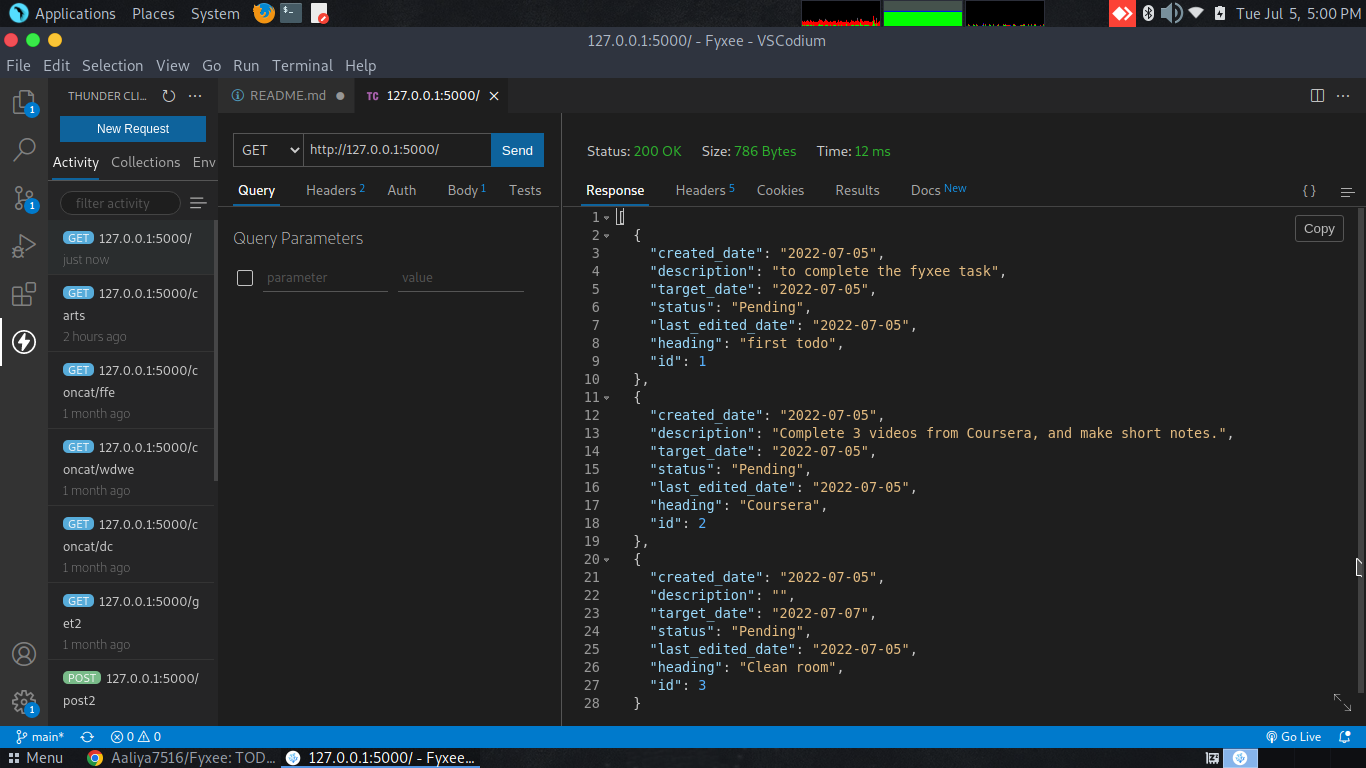 Applications Places System Tue Jul 5, 5:00 PM
127.0.0.1:5000/ - Fyxee - VSCodium
File Edit Selection View Go Run Terminal Help
THUNDER CLI... ···
README.md ●
TC 127.0.0.1:5000/ ×
1
New Request
Activity Collections Env
filter activity
GET 127.0.0.1:5000/
just now
GET 127.0.0.1:5000/c
arts
2 hours ago
GET 127.0.0.1:5000/c
oncat/ffe
1 month ago
GET 127.0.0.1:5000/c
oncat/wdwe
1 month ago
GET 127.0.0.1:5000/c
oncat/dc
1 month ago
GET 127.0.0.1:5000/g
et2
1 month ago
POST 127.0.0.1:5000/
post2
1
1
GET http://127.0.0.1:5000/ Send
Query Headers 2 Auth Body 1 Tests
Query Parameters
parameter value
Status: 200 OK Size: 786 Bytes Time: 12 ms
Response Headers 5 Cookies Results Docs New { }
Copy
1 [
2 {
3 "created_date": "2022-07-05",
4 "description": "to complete the fyxee task",
5 "target_date": "2022-07-05",
6 "status": "Pending",
7 "last_edited_date": "2022-07-05",
8 "heading": "first todo",
9 "id": 1
10 },
11 {
12 "created_date": "2022-07-05",
13 "description": "Complete 3 videos from Coursera, and make short notes.",
14 "target_date": "2022-07-05",
15 "status": "Pending",
16 "last_edited_date": "2022-07-05",
17 "heading": "Coursera",
18 "id": 2
19 },
20 {
21 "created_date": "2022-07-05",
22 "description": "",
23 "target_date": "2022-07-07",
24 "status": "Pending",
25 "last_edited_date": "2022-07-05",
26 "heading": "Clean room",
27 "id": 3
28 }
main* 0 0 Go Live
Menu Aaliya7516/Fyxee: TOD... 127.0.0.1:5000/ - Fyxee...